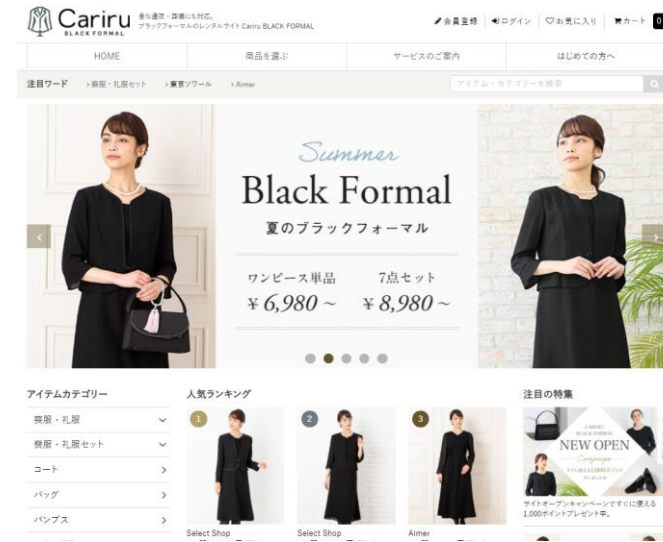 Cariru
BLACK FORMAL
急な通夜・葬儀にも対応。
ブラックフォーマルのレンタルサイト Cariru BLACK FORMAL
会員登録
ログイン
お気に入り
カート
0
HOME
商品を選ぶ
サービスのご案内
はじめての方へ
注目ワード
>喪服・礼服セット
>東京ソワール
>Aimer
アイテム・カテゴリーを検索
Summer
Black Formal
夏のブラックフォーマル
ワンピース単品
7点セット
¥6,980~
¥8,980~
アイテムカテゴリー
喪服・礼服
喪服・礼服セット
コート
バッグ
パンプス
人気ランキング
1
2
3
Select Shop
Select Shop
Aimer
注目の特集
CARIRU
BLACK FORMAL
NEW OPEN
Campaign
サイトオープンキャンペーンですぐに使える
1,000ポイントプレゼント中。